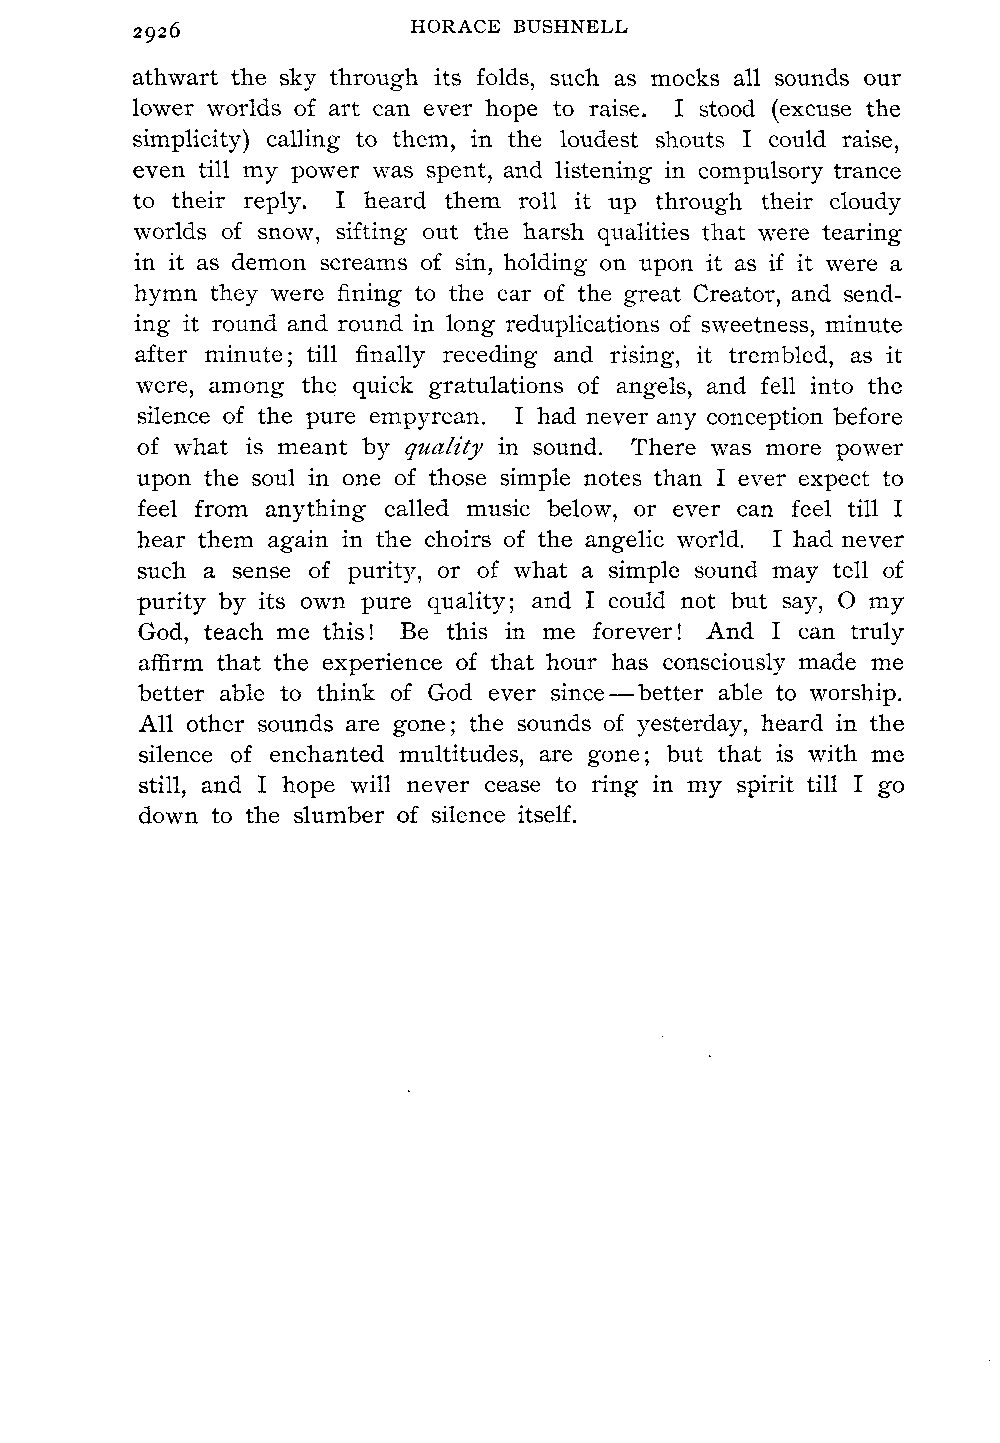 2926 HORACE BUSHNELL
athwart the sky through its folds, such as mocks all sounds our
lower worlds of art can ever hope to raise. I stood (excuse the
simplicity) calling to them, in the loudest shouts I could raise,
even till my power was spent, and listening in compulsory trance
to their reply. I heard them roll it up through their cloudy
worlds of snow, sifting out the harsh qualities that were tearing
in it as demon screams of sin, holding on upon it as if it were a
hymn they were fining to the ear of the great Creator, and send-
ing it round and round in long reduplications of sweetness, minute
after minute; till finally receding and rising, it trembled, as it
were, among the quick gratulations of angels, and fell into the
silence of the pure empyrean. I had never any conception before
of what is meant by quality in sound. There was more power
upon the soul in one of those simple notes than I ever expect to
feel from anything called music below, or ever can feel till I
hear them again in the choirs of the angelic world. I had never
such a sense of purity, or of what a simple sound may tell of
purity by its own pure quality; and I could not but say, O my
God, teach me this! Be this in me forever! And I can truly
affirm that the experience of that hour has consciously made me
better able to think of God ever since—better able to worship.
All other sounds are gone; the sounds of yesterday, heard in the
silence of enchanted multitudes, are gone; but that is with me
still, and I hope will never cease to ring in my spirit till I go
down to the slumber of silence itself.